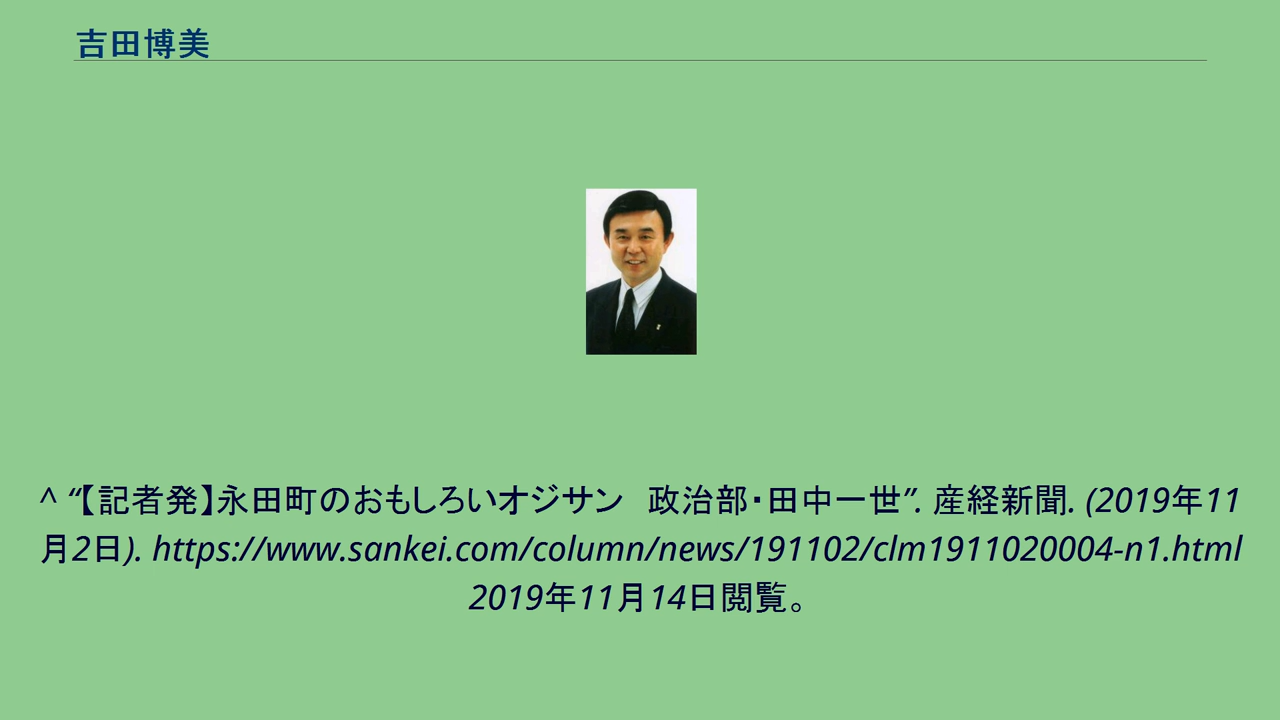 吉田博美
^ “【記者発】永田町のおもしろいオジサン　政治部・田中一世”. 産経新聞. (2019年11
月2日). https://www.sankei.com/column/news/191102/clm1911020004-n1.html
2019年11月14日閲覧。